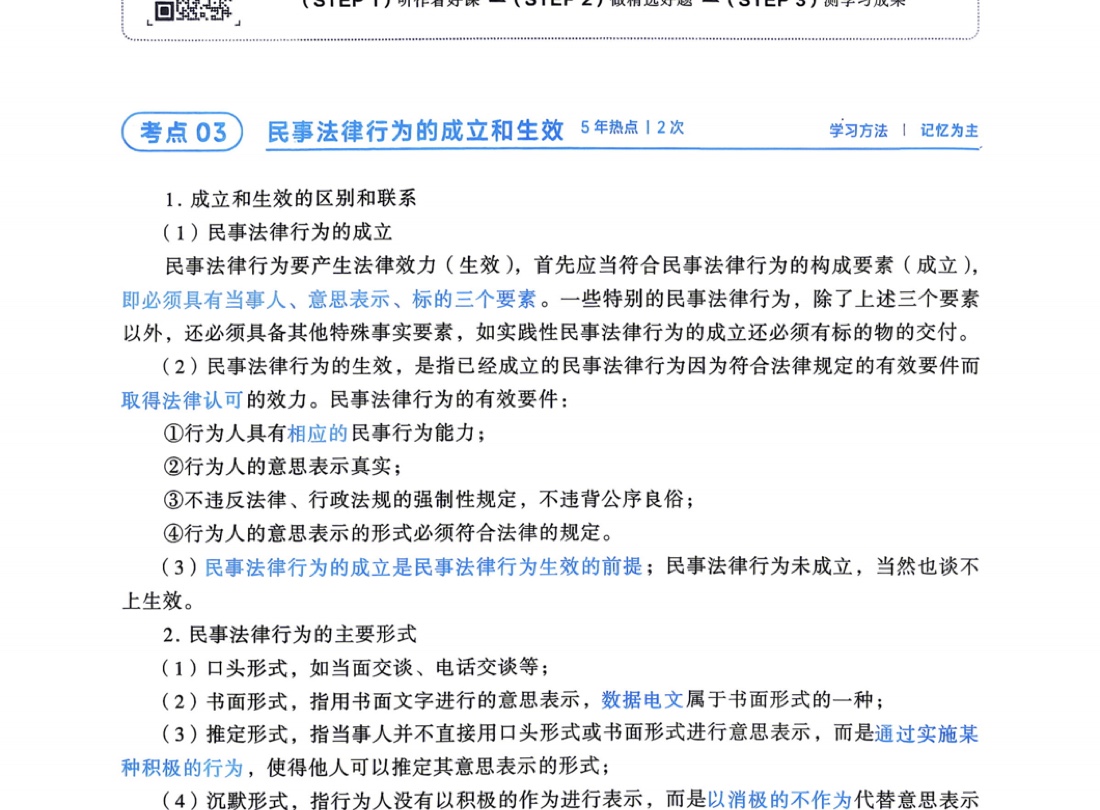 (STEP 1) 听作者好课 — (STEP 2) 做精选好题 — (STEP 3) 测学习成果
考点 03 民事法律行为的成立和生效 5 年热点 | 2 次 学习方法 | 记忆为主
1. 成立和生效的区别和联系
(1) 民事法律行为的成立
民事法律行为要产生法律效力(生效),首先应当符合民事法律行为的构成要素(成立),
即必须具有当事人、意思表示、标的三个要素。一些特别的民事法律行为,除了上述三个要素
以外,还必须具备其他特殊事实要素,如实践性民事法律行为的成立还必须有标的物的交付。
(2) 民事法律行为的生效,是指已经成立的民事法律行为因为符合法律规定的有效要件而
取得法律认可的效力。民事法律行为的有效要件:
①行为人具有相应的民事行为能力;
②行为人的意思表示真实;
③不违反法律、行政法规的强制性规定,不违背公序良俗;
④行为人的意思表示的形式必须符合法律的规定。
(3) 民事法律行为的成立是民事法律行为生效的前提;民事法律行为未成立,当然也谈不
上生效。
2. 民事法律行为的主要形式
(1) 口头形式,如当面交谈、电话交谈等;
(2) 书面形式,指用书面文字进行的意思表示,数据电文属于书面形式的一种;
(3) 推定形式,指当事人并不直接用口头形式或书面形式进行意思表示,而是通过实施某
种积极的行为,使得他人可以推定其意思表示的形式;
(4) 沉默形式,指行为人没有以积极的作为进行表示,而是以消极的不作为代替意思表示